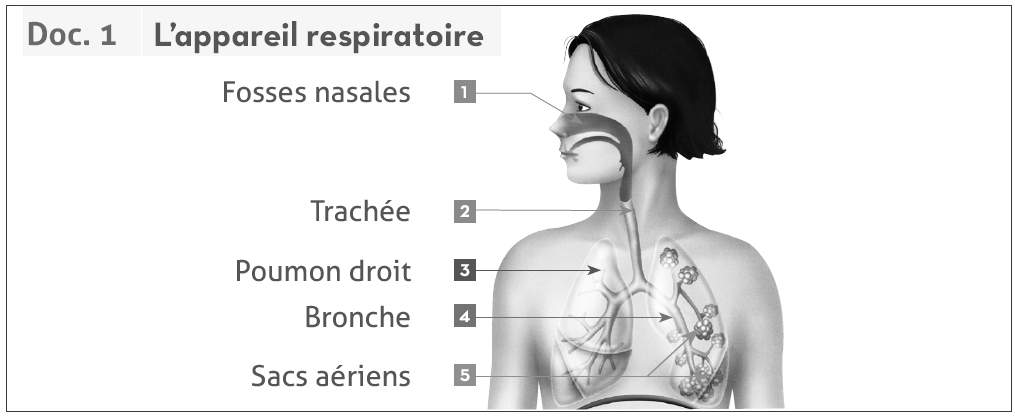 Doc. 1 L'appareil respiratoire
Fosses nasales 1
Trachée 2
Poumon droit 3
Bronche 4
Sacs aériens 5